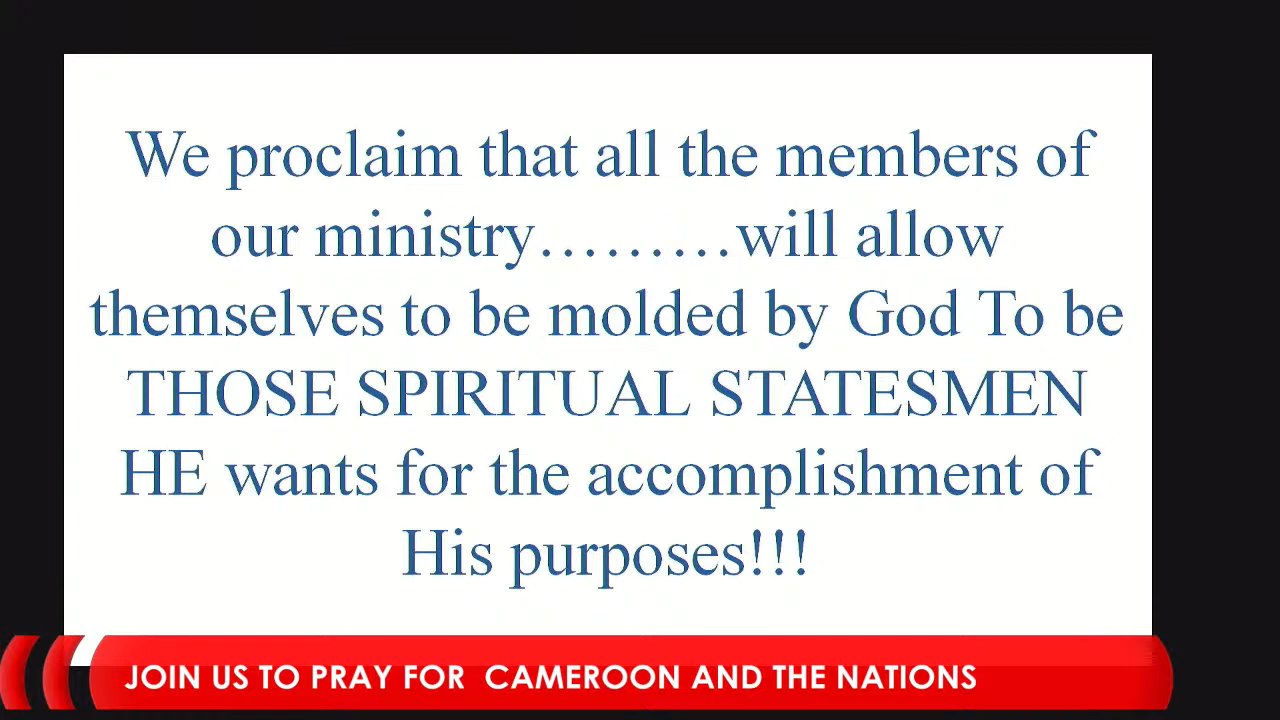 We proclaim that all the members of
our ministry………will allow
themselves to be molded by God To be
THOSE SPIRITUAL STATESMEN
HE wants for the accomplishment of
His purposes!!!
JOIN US TO PRAY FOR  CAMEROON AND THE NATIONS